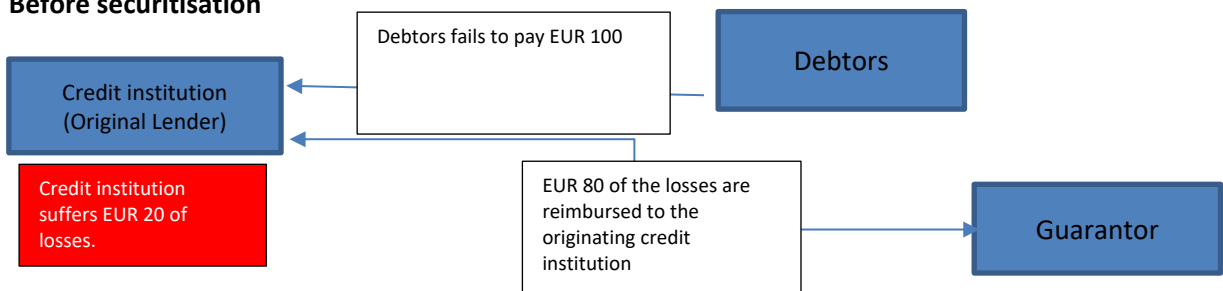 Before securitisation
Debtors fails to pay EUR 100
Debtors
Credit institution
(Original Lender)
Credit institution
suffers EUR 20 of
losses.
EUR 80 of the losses are
reimbursed to the
originating credit
institution
Guarantor